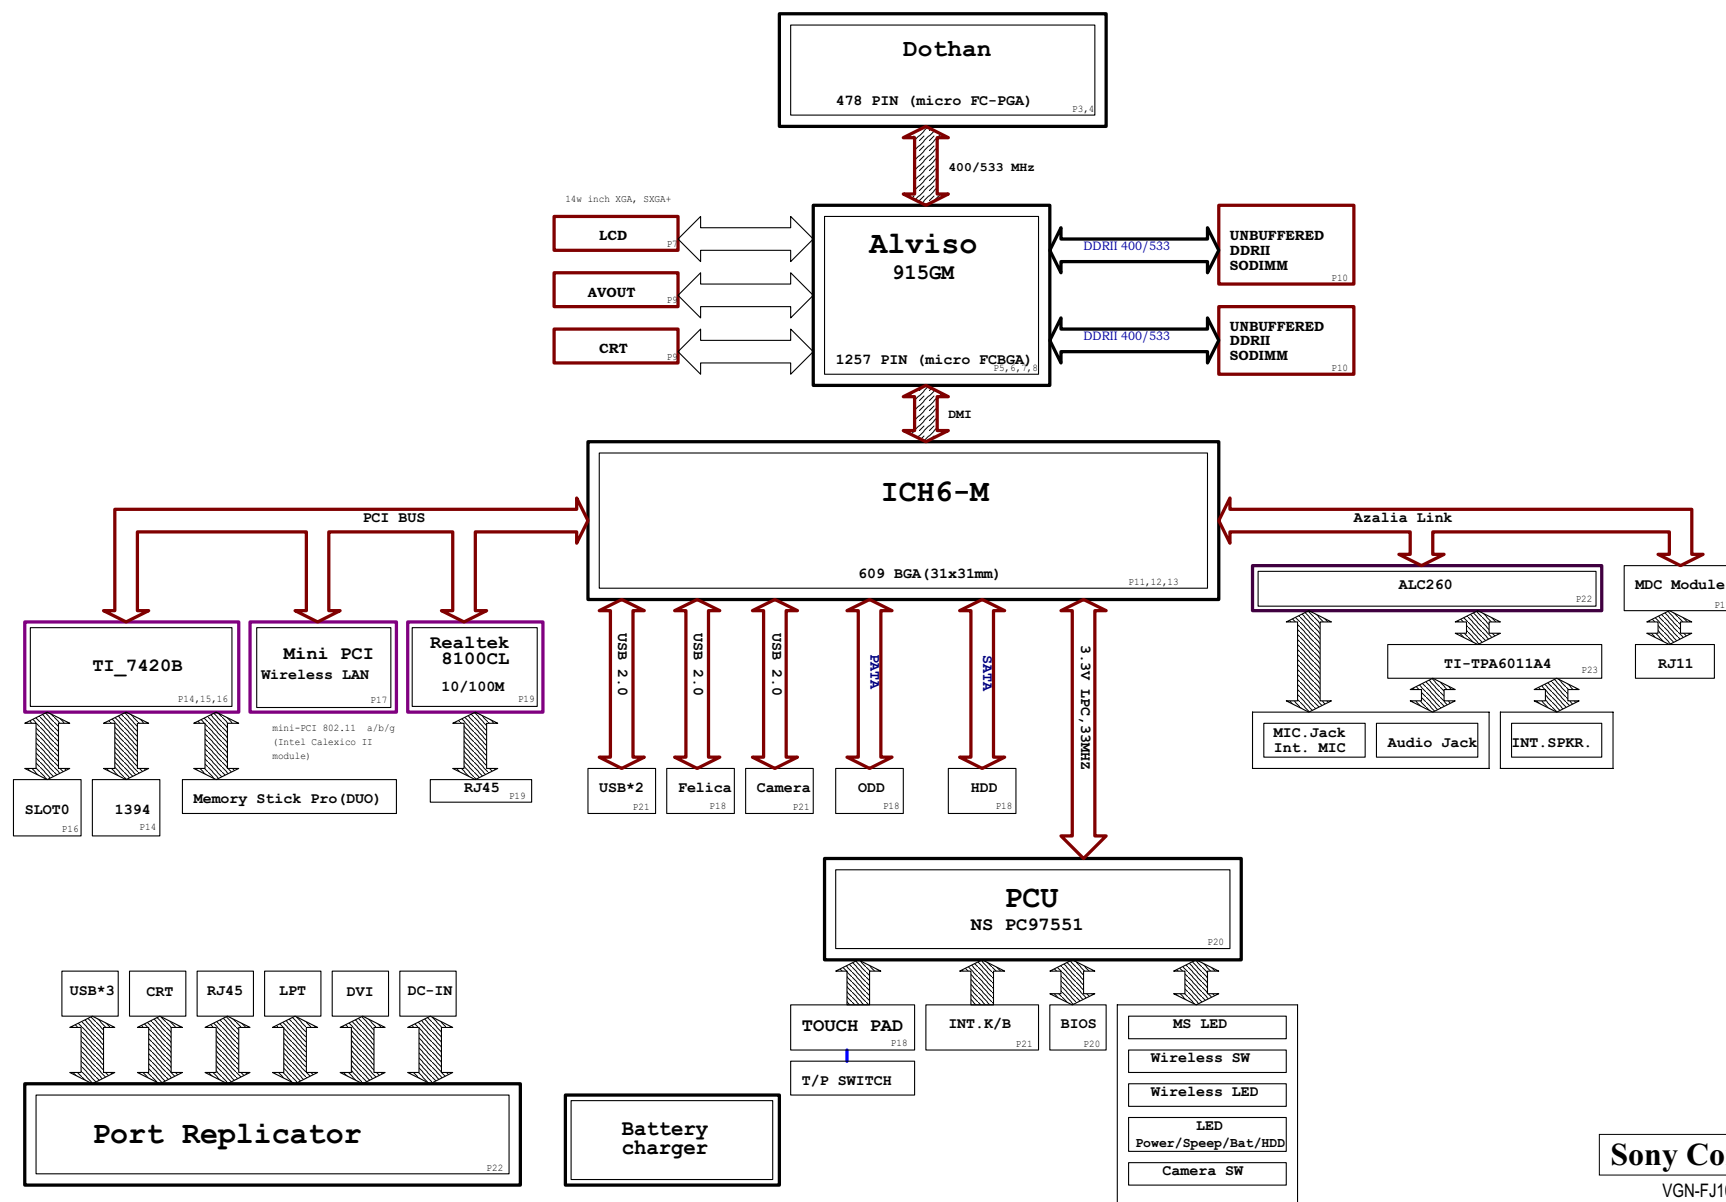 Dothan
478 PIN (micro FC-PGA)
P3,4
400/533 MHz
14w inch XGA, SXGA+
LCD
P7
AVOUT
P9
CRT
P9
Alviso
915GM
1257 PIN (micro FCBGA)
P5,6,7,8
DDRII 400/533
UNBUFFERED
DDRII
SODIMM
P10
DDRII 400/533
UNBUFFERED
DDRII
SODIMM
P10
DMI
ICH6-M
609 BGA(31x31mm)
P11,12,13
PCI BUS
Azalia Link
TI_7420B
P14,15,16
Mini PCI
Wireless LAN
P17
Realtek
8100CL
10/100M
P19
mini-PCI 802.11 a/b/g
(Intel Calexico II
module)
SLOT0
P16
1394
P14
Memory Stick Pro(DUO)
RJ45
P19
USB 2.0
USB 2.0
USB 2.0
PATA
SATA
3.3V LPC,33MHZ
USB*2
P21
Felica
P18
Camera
P21
ODD
P18
HDD
P18
ALC260
P22
MDC Module
TI-TPA6011A4
P23
RJ11
MIC.Jack
Int. MIC
Audio Jack
INT.SPKR.
PCU
NS PC97551
P20
TOUCH PAD
P18
T/P SWITCH
INT.K/B
P21
BIOS
P20
MS LED
Wireless SW
Wireless LED
LED
Power/Speep/Bat/HDD
Camera SW
USB*3
CRT
RJ45
LPT
DVI
DC-IN
Port Replicator
P22
Battery
charger
Sony Co
VGN-FJ1